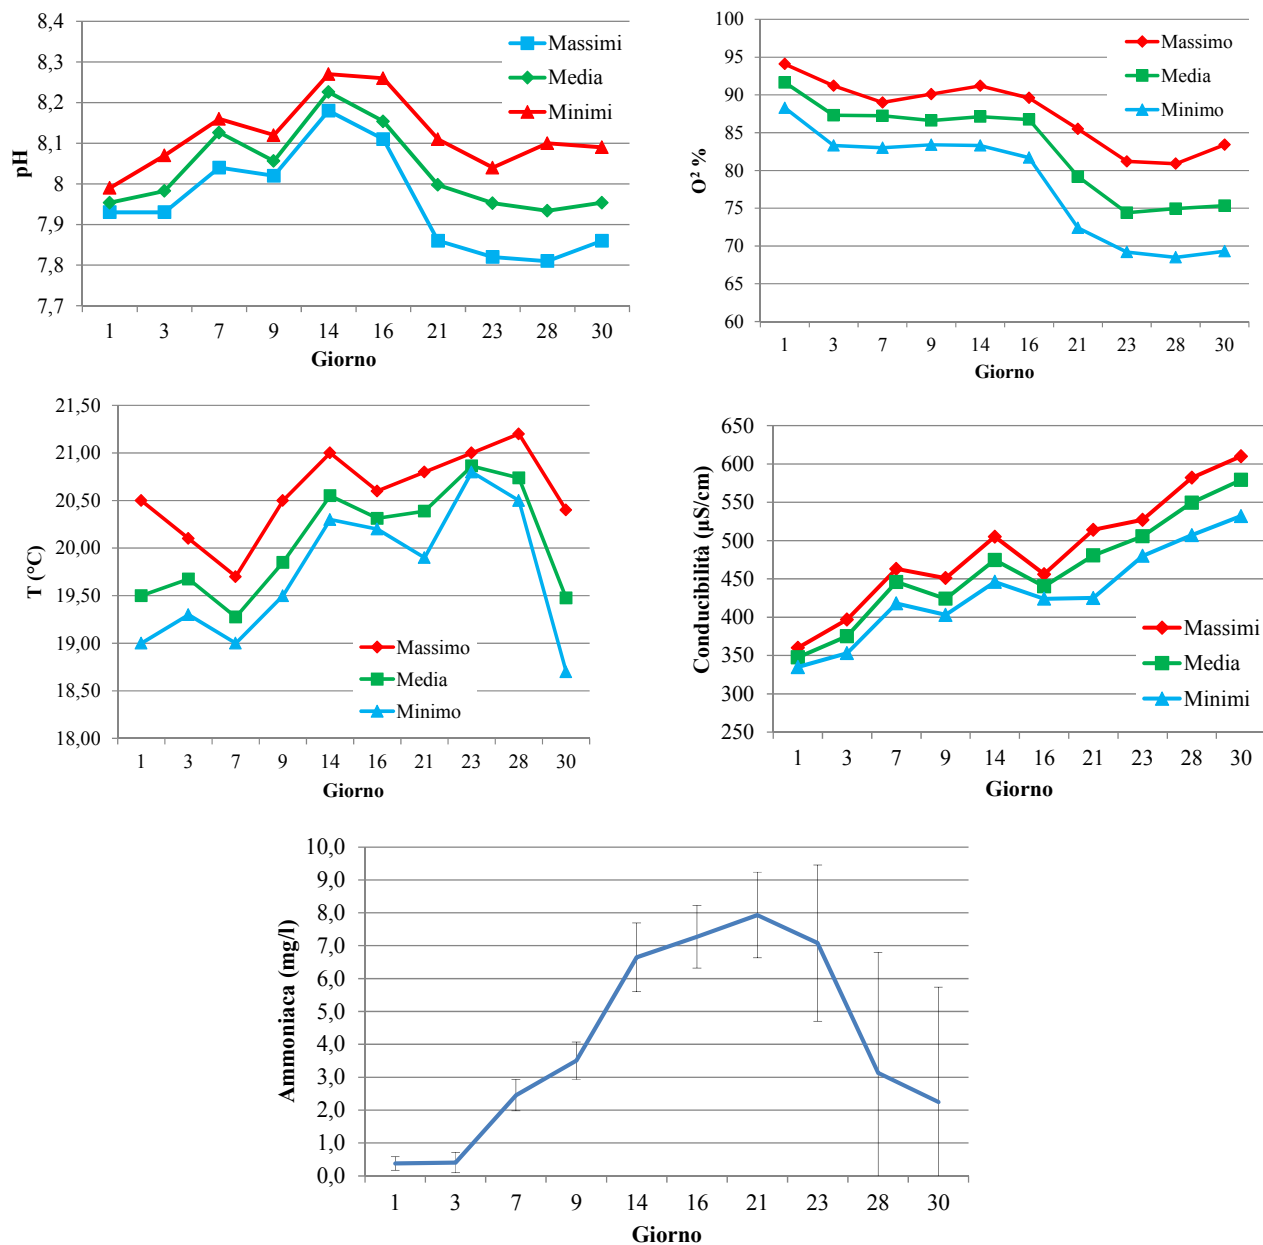 8,4
8,3
8,2
8,1
8
7,9
7,8
7,7
pH
Massimi
Media
Minimi
1 3 7 9 14 16 21 23 28 30
Giorno
100
95
90
85
80
75
70
65
60
O² %
Massimo
Media
Minimo
1 3 7 9 14 16 21 23 28 30
Giorno
21,50
21,00
20,50
20,00
19,50
19,00
18,50
18,00
T (°C)
Massimo
Media
Minimo
1 3 7 9 14 16 21 23 28 30
Giorno
650
600
550
500
450
400
350
300
250
Conducibilità (µS/cm)
Massimi
Media
Minimi
1 3 7 9 14 16 21 23 28 30
Giorno
10,0
9,0
8,0
7,0
6,0
5,0
4,0
3,0
2,0
1,0
0,0
Ammoniaca (mg/l)
1 3 7 9 14 16 21 23 28 30
Giorno